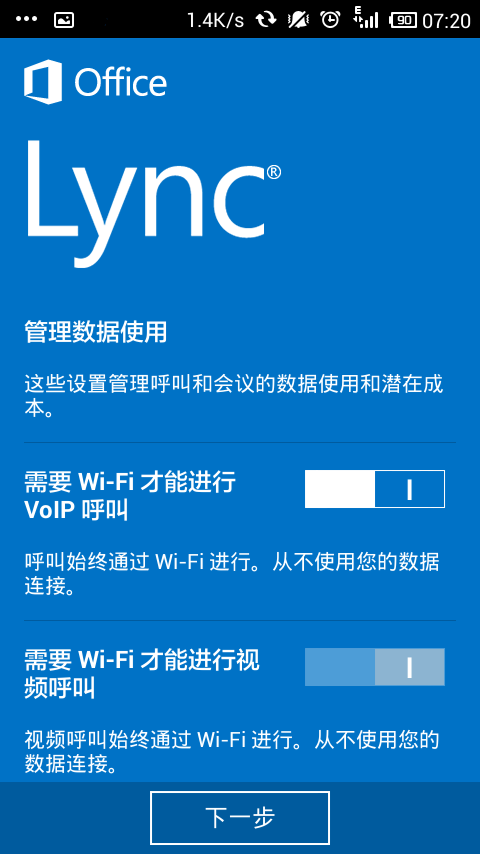 1.4K/s E 90 07:20
Office
Lync®
管理数据使用
这些设置管理呼叫和会议的数据使用和潜在成
本。
需要 Wi-Fi 才能进行
VoIP 呼叫
呼叫始终通过 Wi-Fi 进行。从不使用您的数据
连接。
需要 Wi-Fi 才能进行视
频呼叫
视频呼叫始终通过 Wi-Fi 进行。从不使用您的
数据连接。
下一步